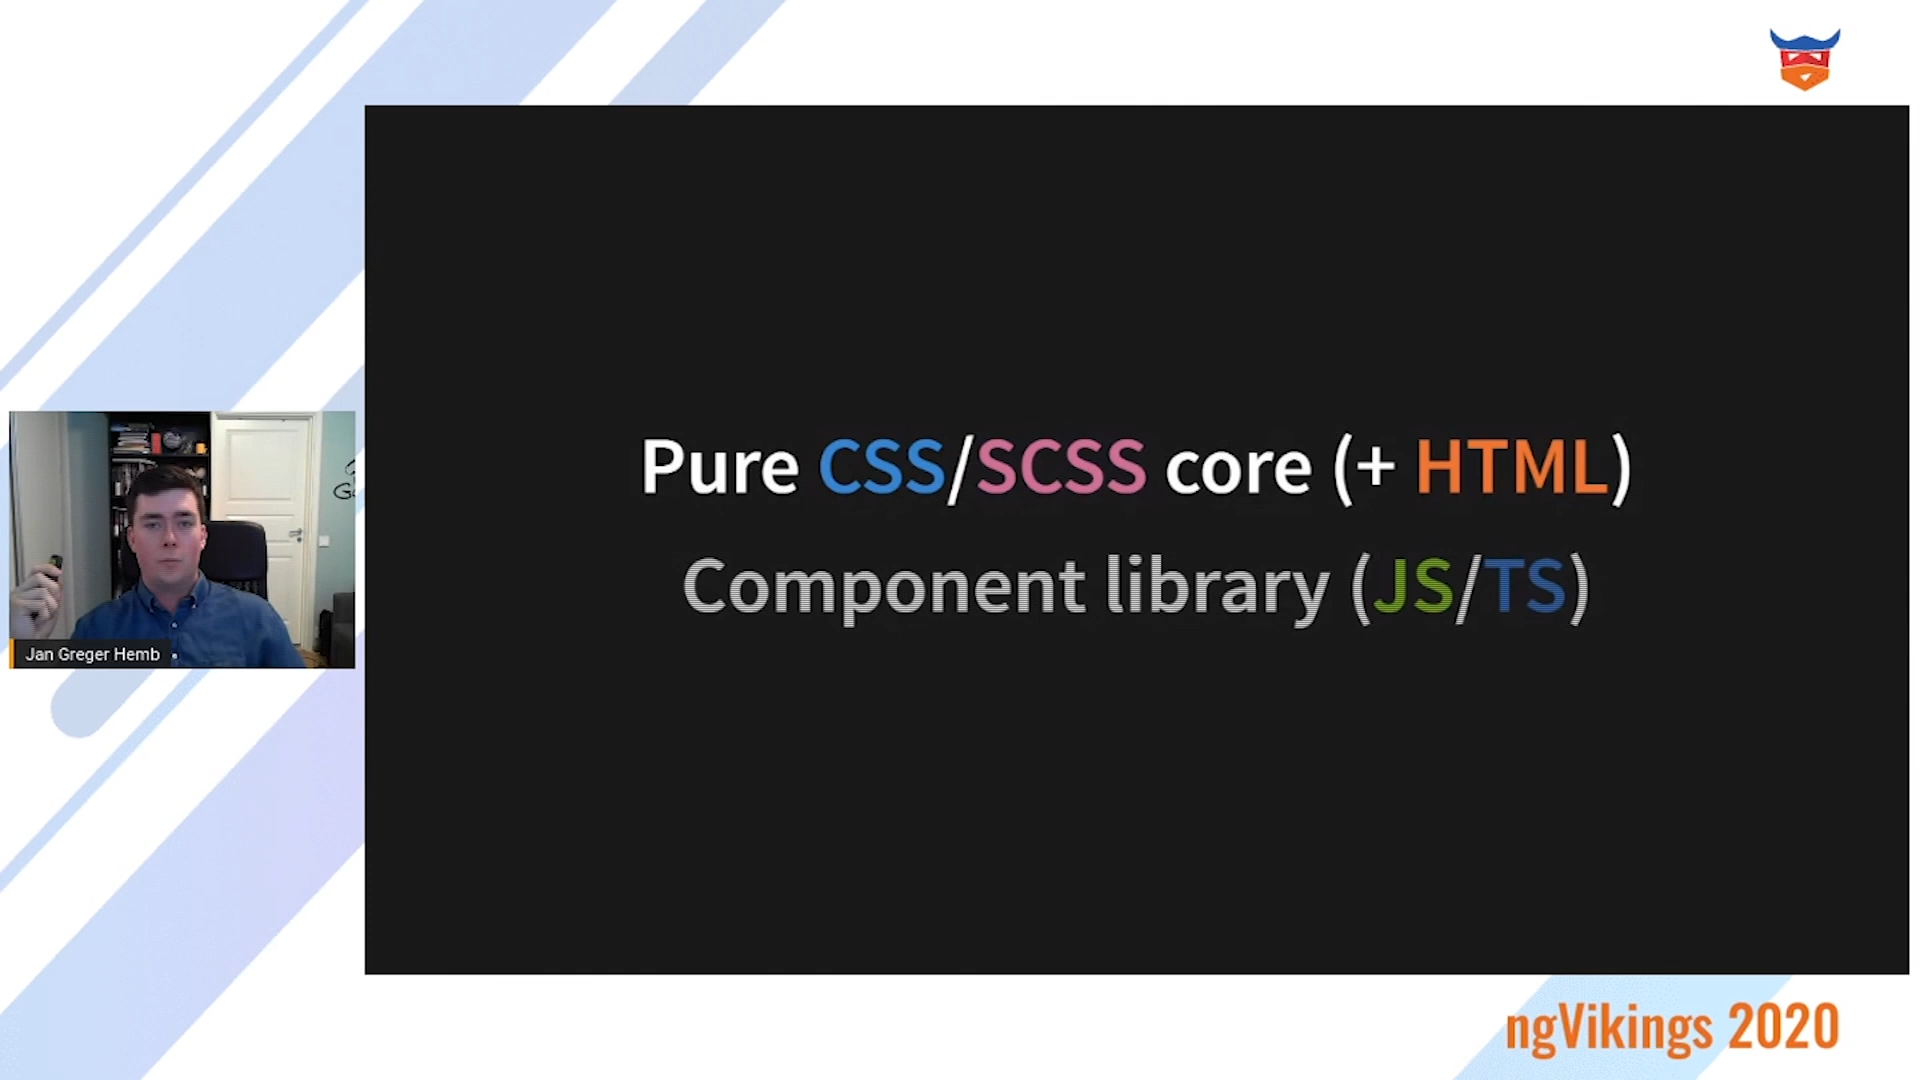 Pure CSS/SCSS core (+ HTML)
Component library (JS/TS)
Jan Greger Hemb
ngVikings 2020